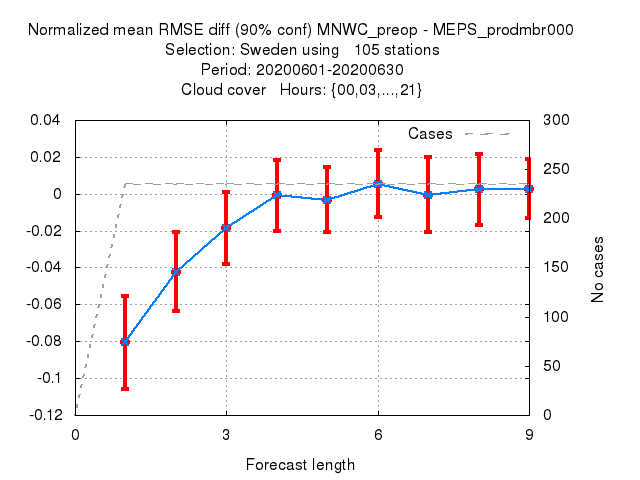 Normalized mean RMSE diff (90% conf) MNWC_preop - MEPS_prodmbr000
Selection: Sweden using   105 stations
Period: 20200601-20200630
Cloud cover   Hours: {00,03,...,21}
Cases
0.04
0.02
0
-0.02
-0.04
-0.06
-0.08
-0.1
-0.12
300
250
200
150
100
50
0
No cases
0 3 6 9
Forecast length